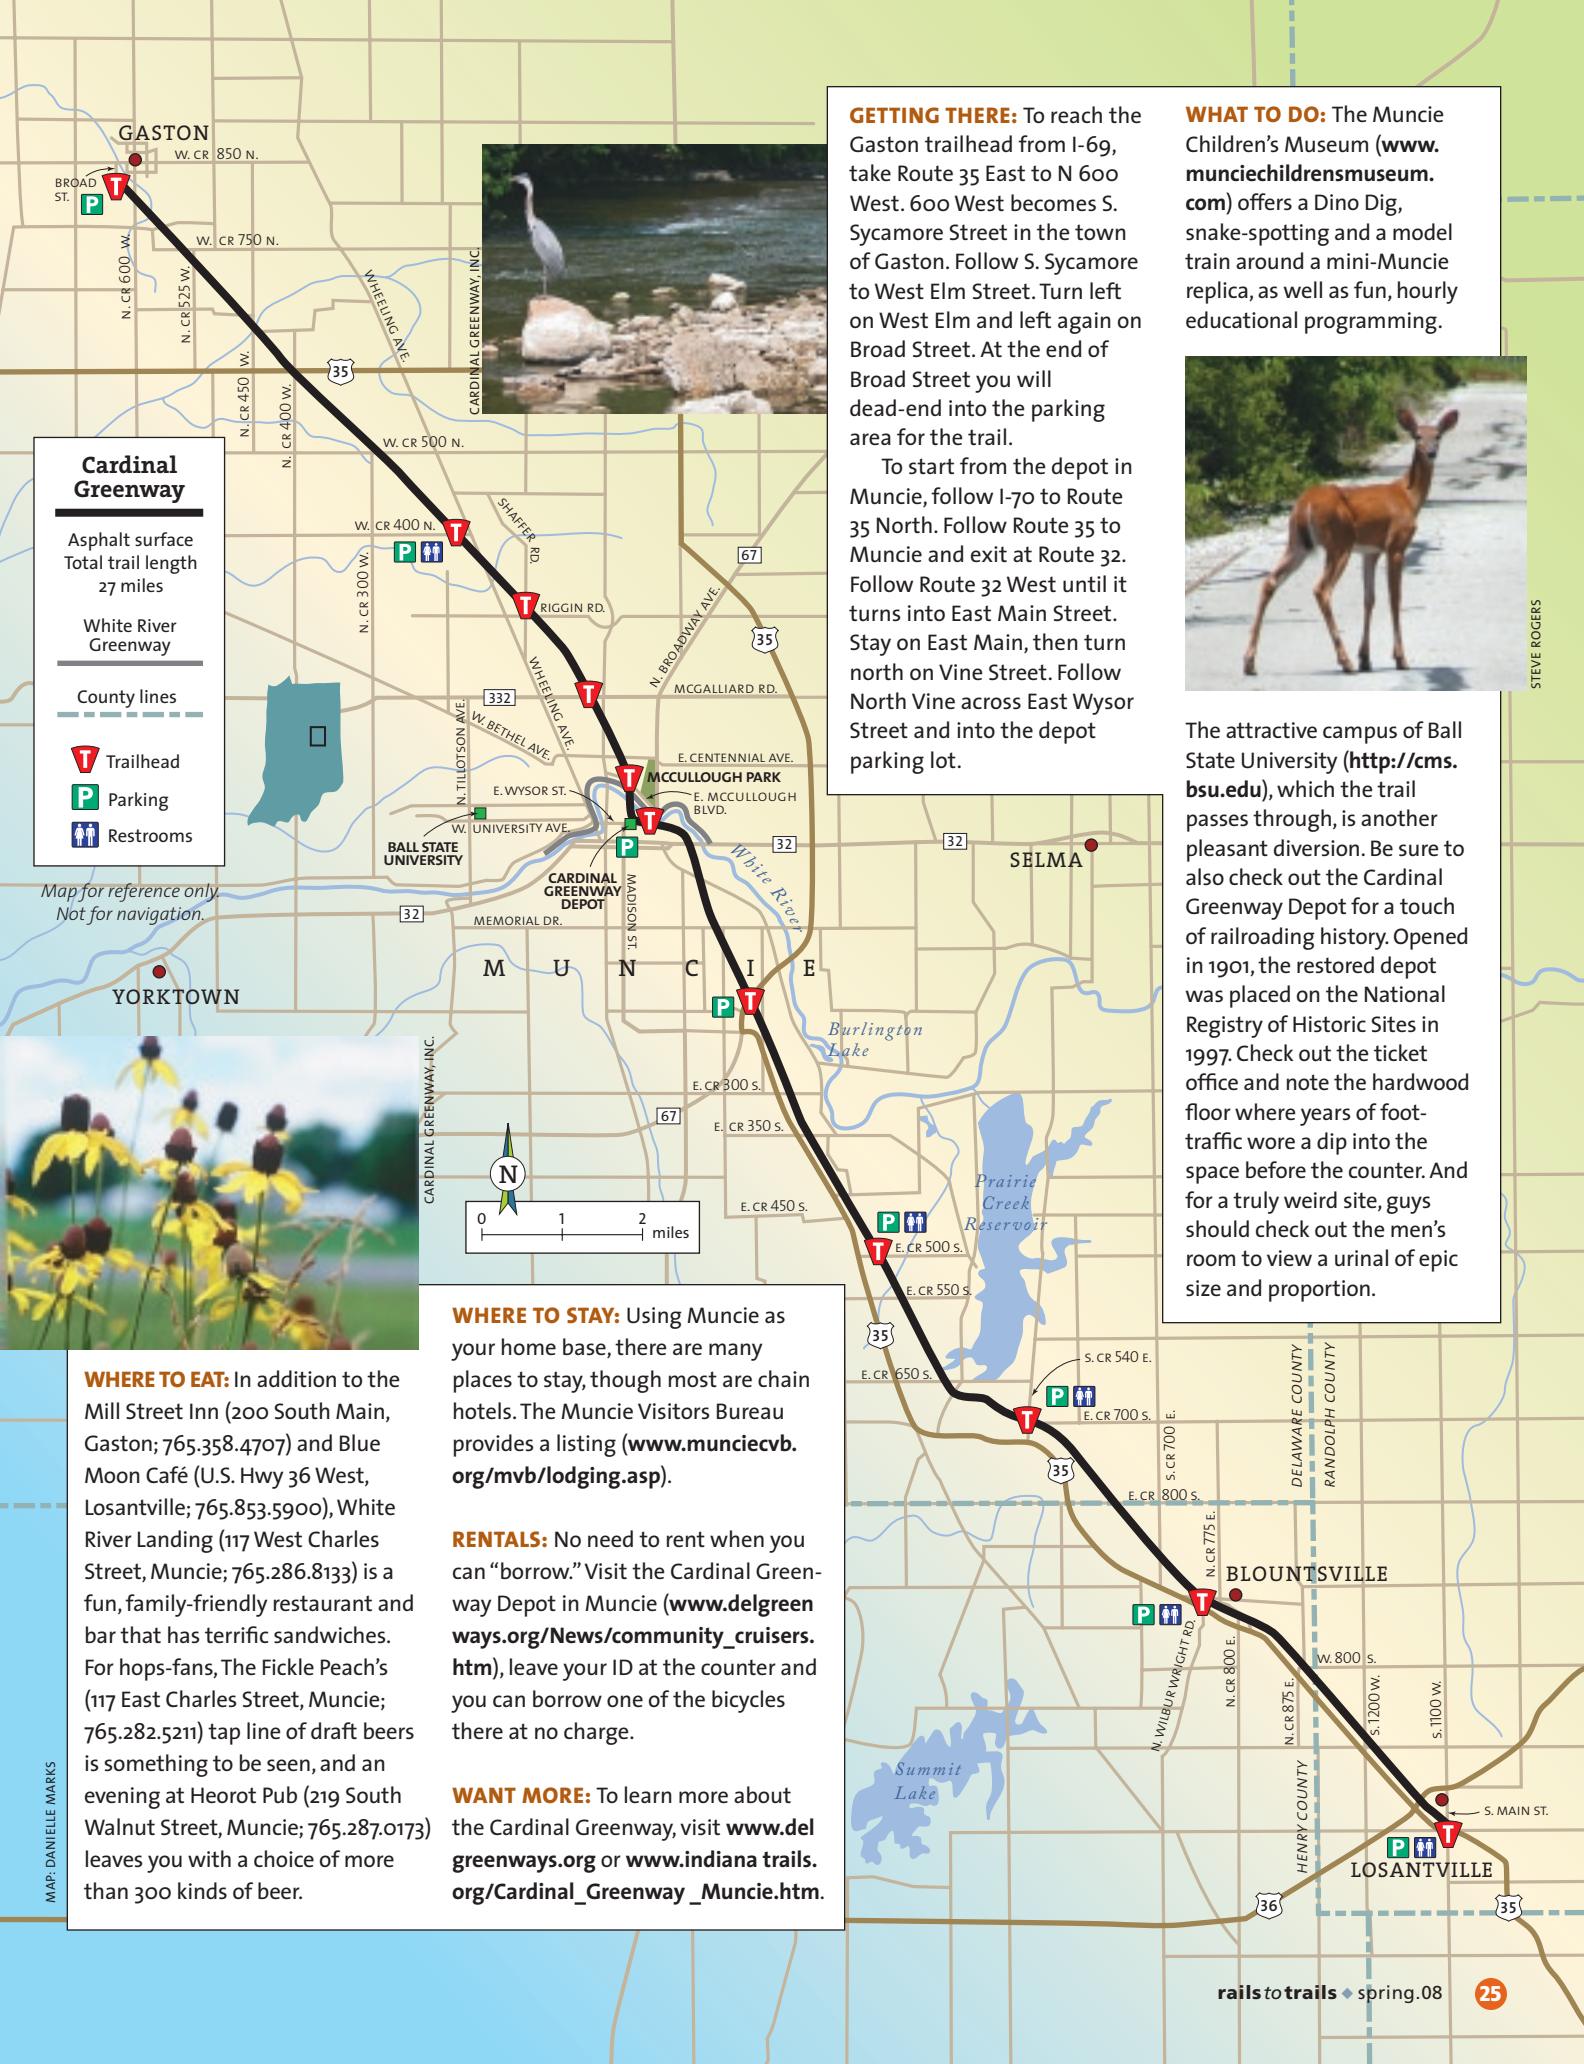 GASTON
W. CR 850 N.
BROAD
ST.
P
T
W. CR 750 N.
N. CR 600 W.
N. CR 525 W.
WHEELING AVE.
35
N. CR 450 W.
N. CR 400 W.
W. CR 500 N.
CARDINAL GREENWAY, INC.
Cardinal
Greenway
Asphalt surface
Total trail length
27 miles
White River
Greenway
County lines
T Trailhead
P Parking
Restrooms
Map for reference only.
Not for navigation.
W. CR 400 N.
T
P
SHAFFER RD.
N. CR 300 W.
T
RIGGIN RD.
67
N. BROADWAY AVE.
35
332
WHEELING AVE.
T
MCGALLIARD RD.
N. TILLOTSON AVE.
W. BETHEL AVE.
E. CENTENNIAL AVE.
T
MCCULLOUGH PARK
E. WYSOR ST.
E. MCCULLOUGH
BLVD.
T
W. UNIVERSITY AVE.
BALL STATE
UNIVERSITY
P
32
32
White River
SELMA
CARDINAL
GREENWAY
DEPOT
MADISON ST.
32
MEMORIAL DR.
MUNCIE
YORKTOWN
P
T
Burlington
Lake
CARDINAL GREENWAY, INC.
E. CR 300 S.
67
E. CR 350 S.
N
0 1 2
miles
E. CR 450 S.
Prairie
Creek
Reservoir
P
T
E. CR 500 S.
E. CR 550 S.
35
E. CR 650 S.
S. CR 540 E.
P
T
E. CR 700 S.
S. CR 700 E.
35
E. CR 800 S.
DELAWARE COUNTY
RANDOLPH COUNTY
N. CR 775 E.
BLOUNTSVILLE
T
P
N. WILBUR WRIGHT RD.
N. CR 800 E.
N. CR 875 E.
W. 800 S.
S. 1200 W.
S. 1100 W.
HENRY COUNTY
Summit
Lake
S. MAIN ST.
P
T
LOSANTVILLE
36
35
GETTING THERE: To reach the
Gaston trailhead from I-69,
take Route 35 East to N 600
West. 600 West becomes S.
Sycamore Street in the town
of Gaston. Follow S. Sycamore
to West Elm Street. Turn left
on West Elm and left again on
Broad Street. At the end of
Broad Street you will
dead-end into the parking
area for the trail.
To start from the depot in
Muncie, follow I-70 to Route
35 North. Follow Route 35 to
Muncie and exit at Route 32.
Follow Route 32 West until it
turns into East Main Street.
Stay on East Main, then turn
north on Vine Street. Follow
North Vine across East Wysor
Street and into the depot
parking lot.
WHAT TO DO: The Muncie
Children's Museum (www.
munciechildrensmuseum.
com) offers a Dino Dig,
snake-spotting and a model
train around a mini-Muncie
replica, as well as fun, hourly
educational programming.
STEVE ROGERS
The attractive campus of Ball
State University (http://cms.
bsu.edu), which the trail
passes through, is another
pleasant diversion. Be sure to
also check out the Cardinal
Greenway Depot for a touch
of railroading history. Opened
in 1901, the restored depot
was placed on the National
Registry of Historic Sites in
1997. Check out the ticket
office and note the hardwood
floor where years of foot-
traffic wore a dip into the
space before the counter. And
for a truly weird site, guys
should check out the men's
room to view a urinal of epic
size and proportion.
WHERE TO EAT: In addition to the
Mill Street Inn (200 South Main,
Gaston; 765.358.4707) and Blue
Moon Café (U.S. Hwy 36 West,
Losantville; 765.853.5900), White
River Landing (117 West Charles
Street, Muncie; 765.286.8133) is a
fun, family-friendly restaurant and
bar that has terrific sandwiches.
For hops-fans, The Fickle Peach's
(117 East Charles Street, Muncie;
765.282.5211) tap line of draft beers
is something to be seen, and an
evening at Heorot Pub (219 South
Walnut Street, Muncie; 765.287.0173)
leaves you with a choice of more
than 300 kinds of beer.
WHERE TO STAY: Using Muncie as
your home base, there are many
places to stay, though most are chain
hotels. The Muncie Visitors Bureau
provides a listing (www.munciecvb.
org/mvb/lodging.asp).
RENTALS: No need to rent when you
can "borrow." Visit the Cardinal Green-
way Depot in Muncie (www.delgreen
ways.org/News/community_cruisers.
htm), leave your ID at the counter and
you can borrow one of the bicycles
there at no charge.
WANT MORE: To learn more about
the Cardinal Greenway, visit www.del
greenways.org or www.indiana trails.
org/Cardinal_Greenway _Muncie.htm.
MAP: DANIELLE MARKS
rails to trails ◆ spring.08 25